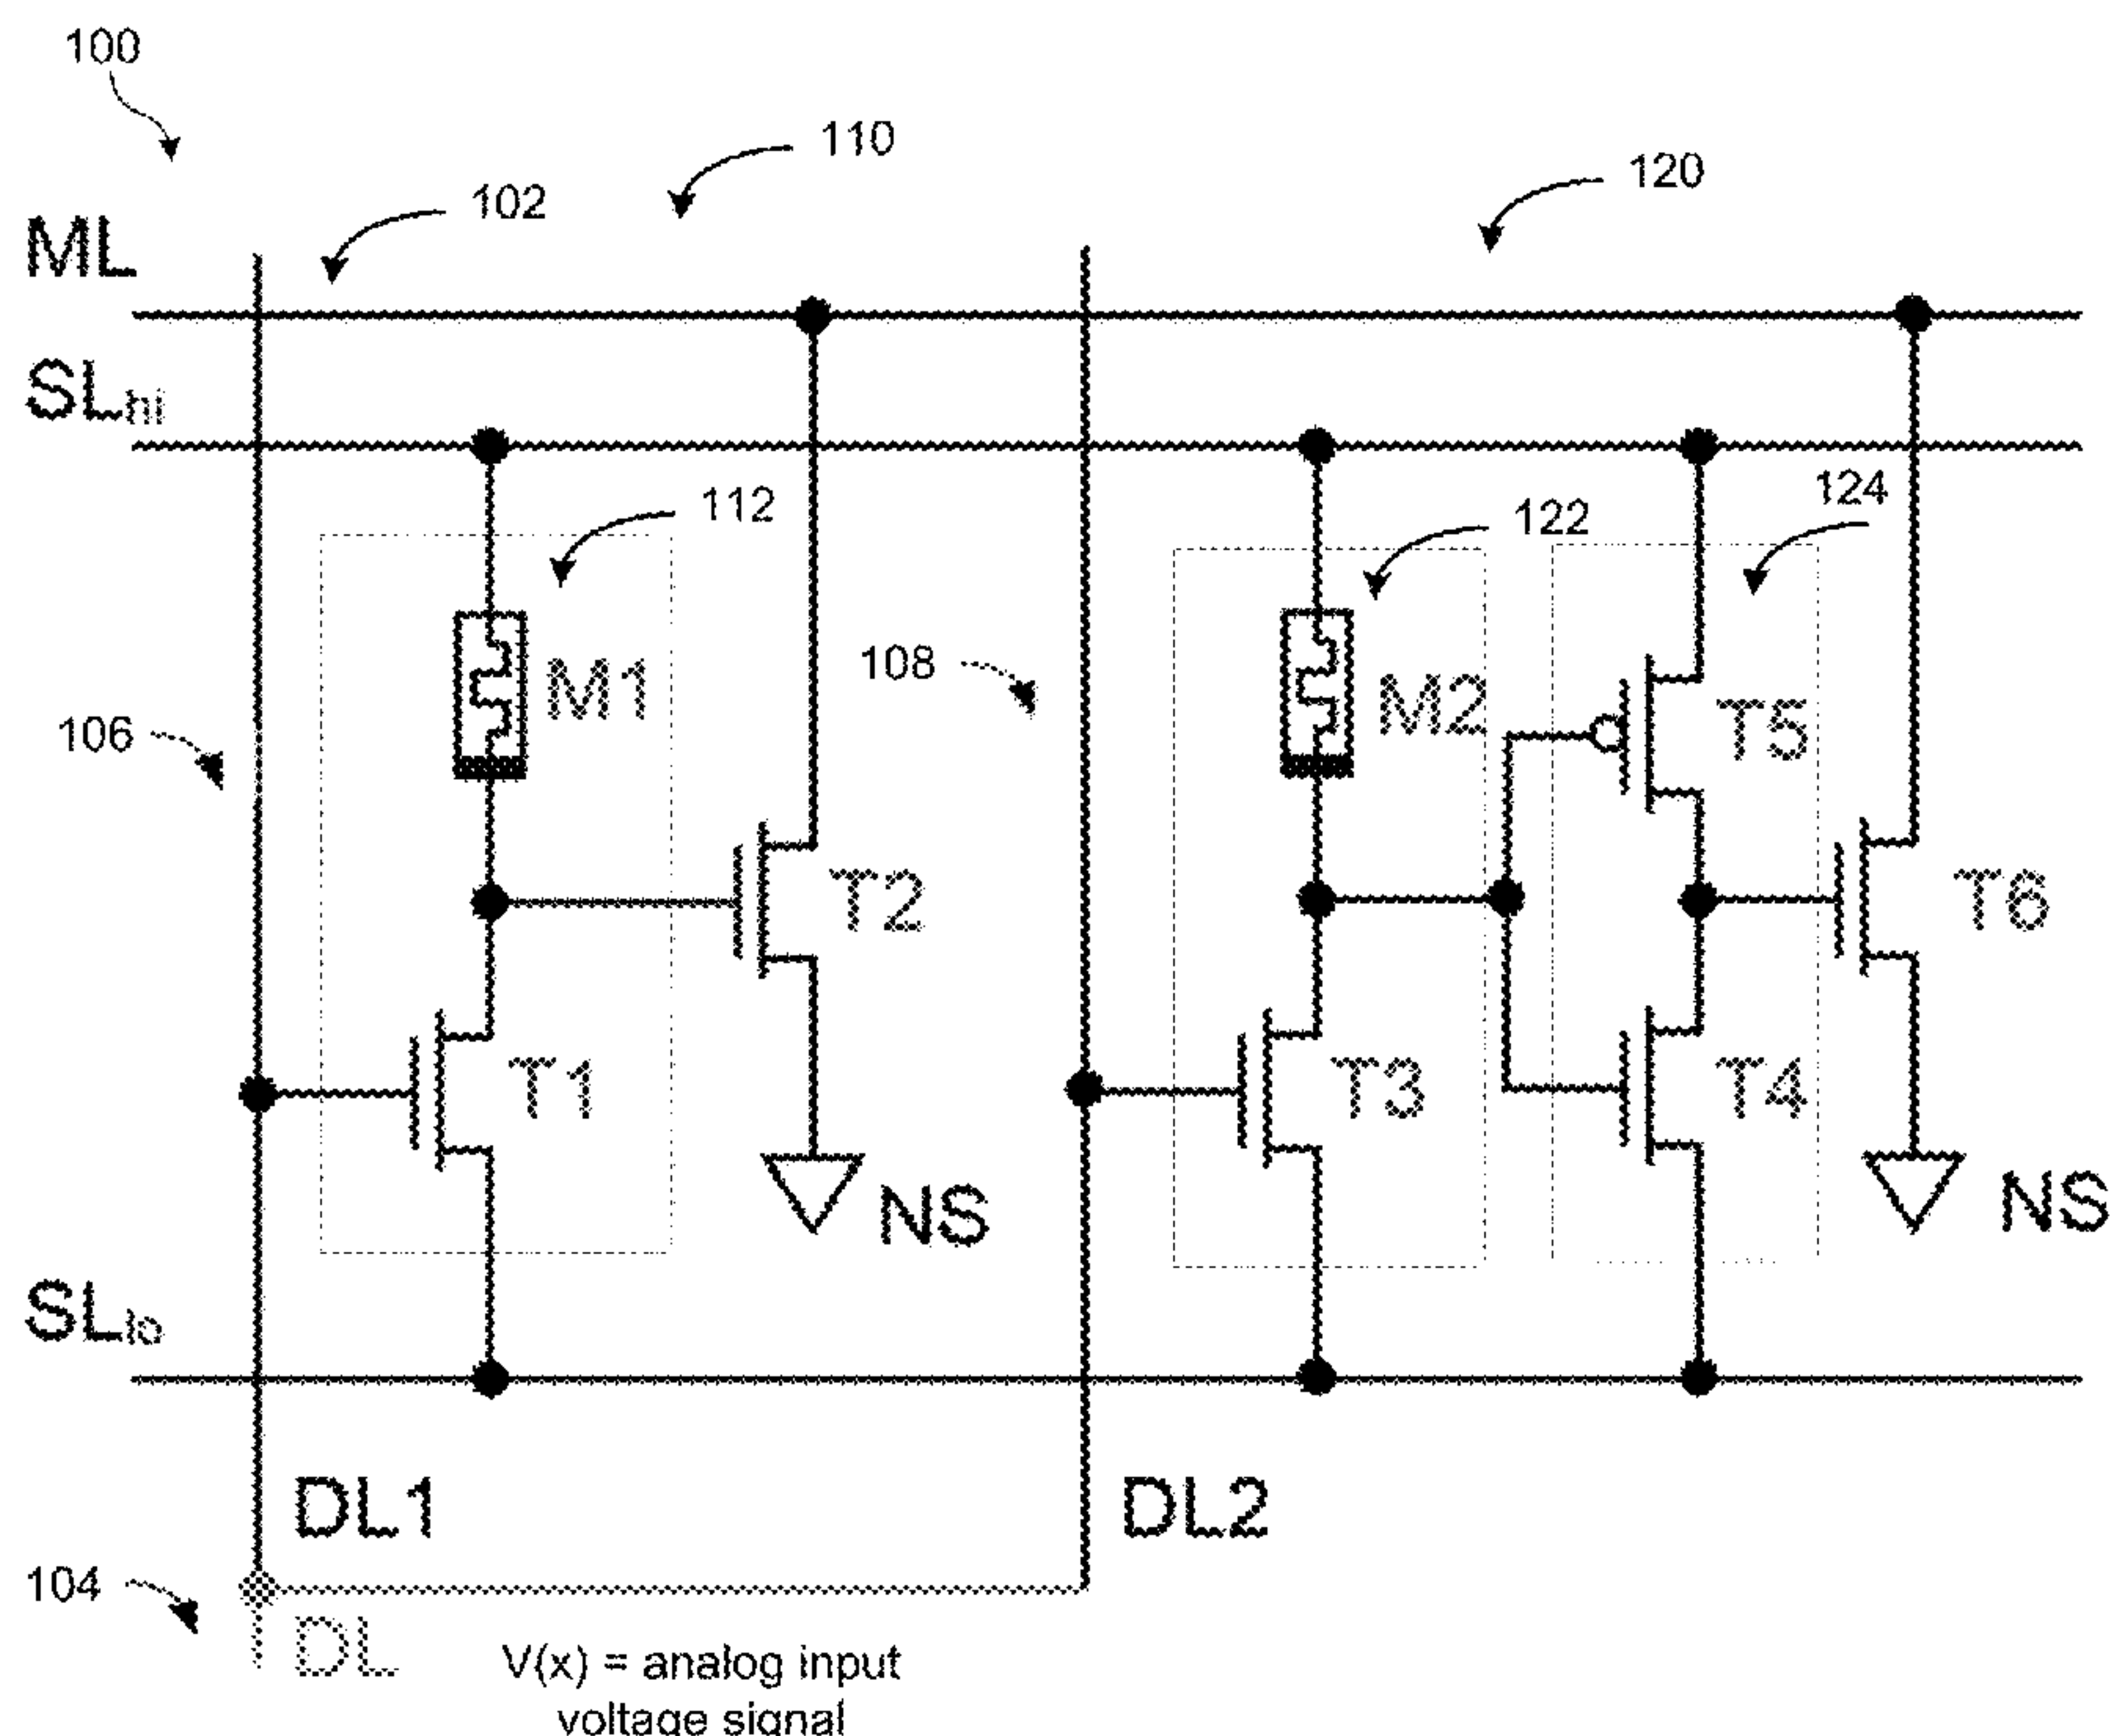 100
110
120
102
ML
SLhi
112
122
124
M1
108
M2
T5
106
T2
T6
T1
T3
T4
NS
NS
SLlo
DL1
DL2
104
DL
V(x) = analog input
voltage signal